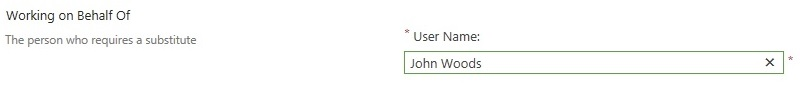 Working on Behalf Of
The person who requires a substitute
* User Name:
John Woods ✕ *